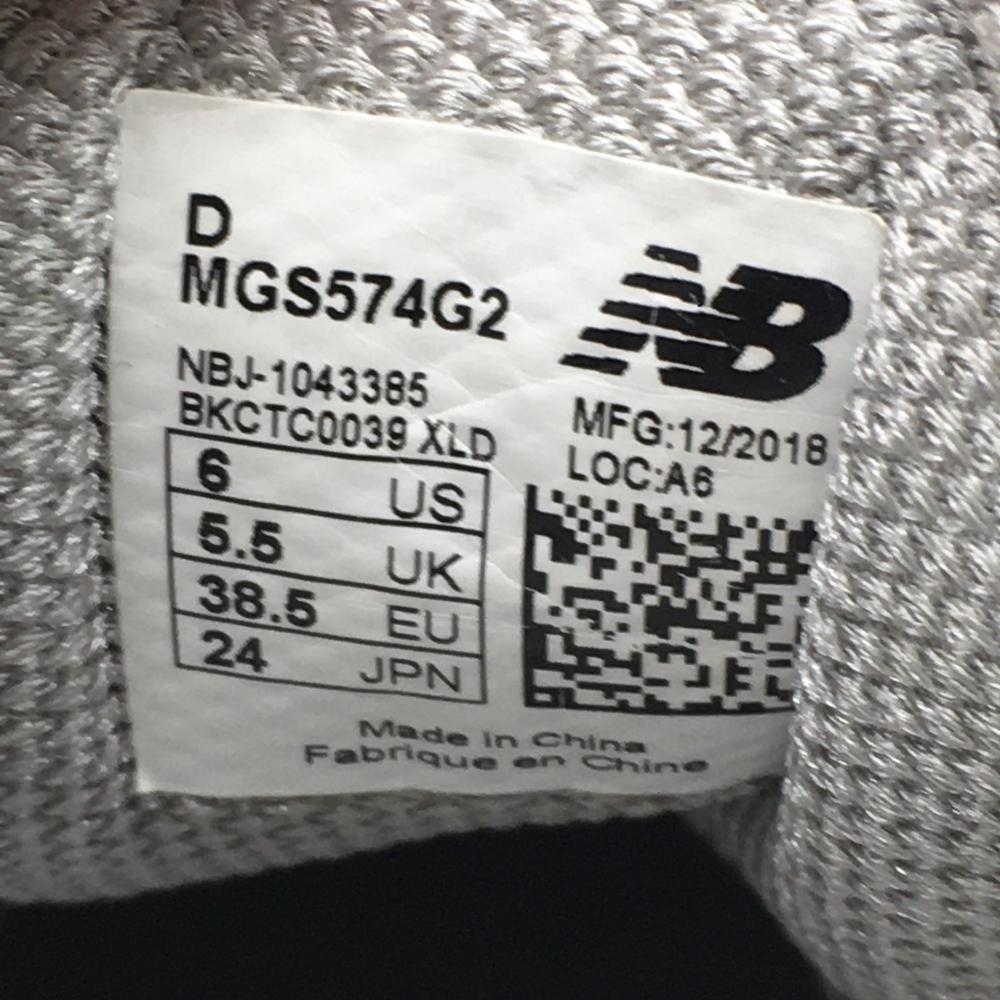 D
MGS574G2
NBJ-1043385
BKCTC0039 XLD
6 US
5.5 UK
38.5 EU
24 JPN
NB
MFG:12/2018
LOC:A6
Made in China
Fabrique en Chine